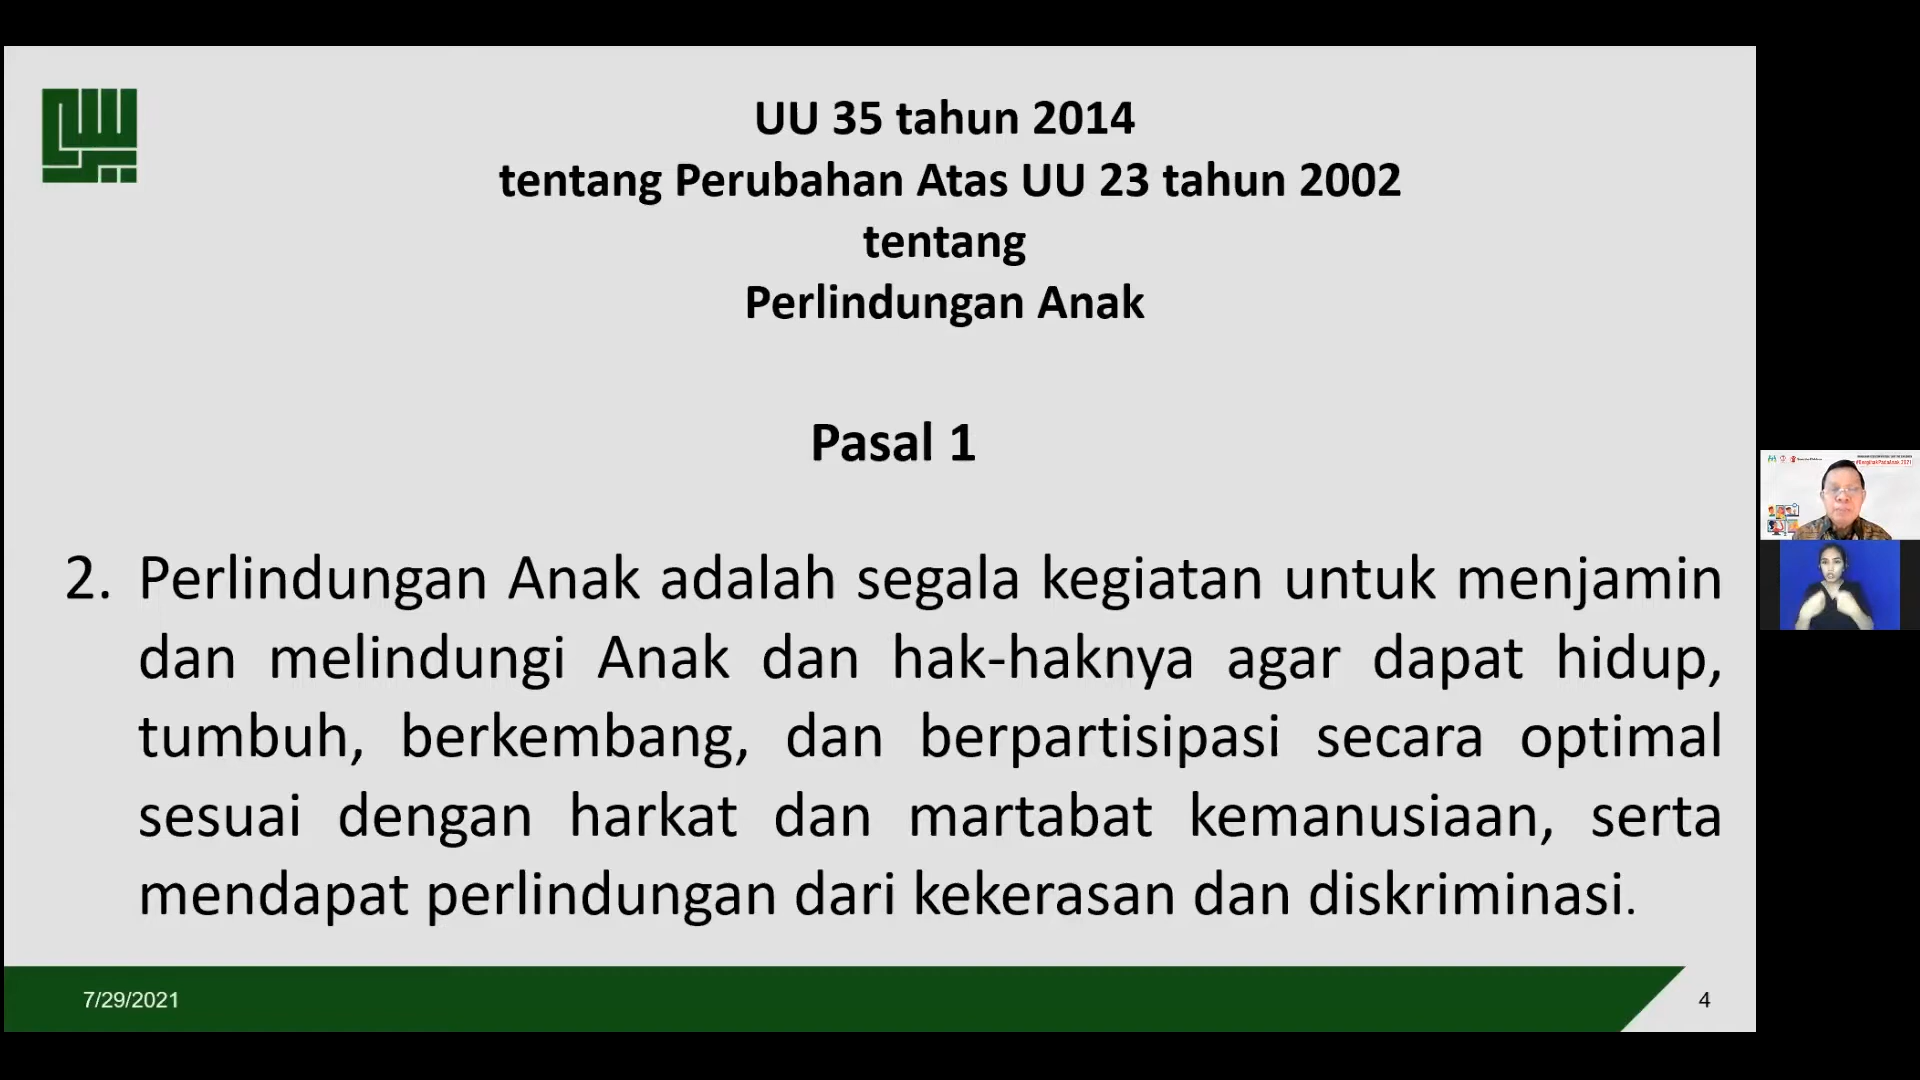 UU 35 tahun 2014
tentang Perubahan Atas UU 23 tahun 2002
tentang
Perlindungan Anak
Pasal 1
2. Perlindungan Anak adalah segala kegiatan untuk menjamin
dan melindungi Anak dan hak-haknya agar dapat hidup,
tumbuh, berkembang, dan berpartisipasi secara optimal
sesuai dengan harkat dan martabat kemanusiaan, serta
mendapat perlindungan dari kekerasan dan diskriminasi.
7/29/2021
4